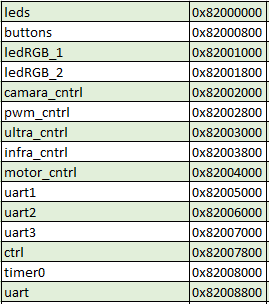 leds 0x82000000
buttons 0x82000800
ledRGB_1 0x82001000
ledRGB_2 0x82001800
camara_cntrl 0x82002000
pwm_cntrl 0x82002800
ultra_cntrl 0x82003000
infra_cntrl 0x82003800
motor_cntrl 0x82004000
uart1 0x82005000
uart2 0x82006000
uart3 0x82007000
ctrl 0x82007800
timer0 0x82008000
uart 0x82008800